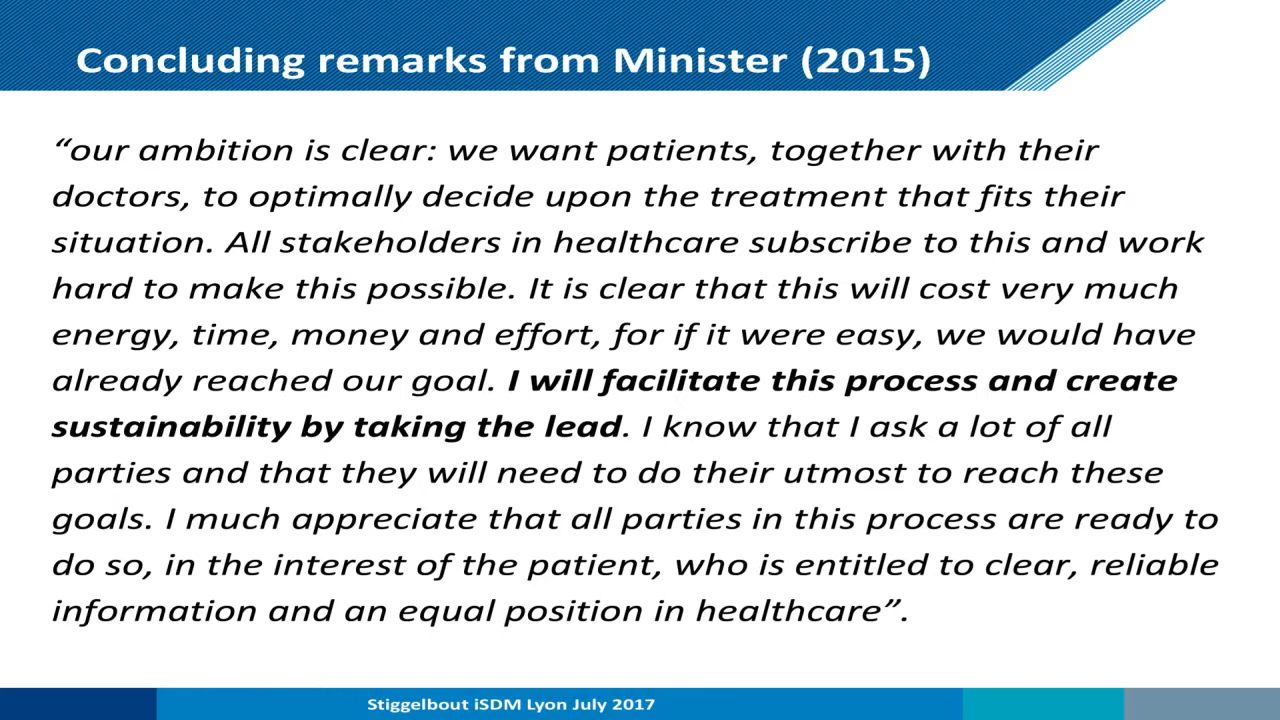 Concluding remarks from Minister (2015)
“our ambition is clear: we want patients, together with their
doctors, to optimally decide upon the treatment that fits their
situation. All stakeholders in healthcare subscribe to this and work
hard to make this possible. It is clear that this will cost very much
energy, time, money and effort, for if it were easy, we would have
already reached our goal. I will facilitate this process and create
sustainability by taking the lead. I know that I ask a lot of all
parties and that they will need to do their utmost to reach these
goals. I much appreciate that all parties in this process are ready to
do so, in the interest of the patient, who is entitled to clear, reliable
information and an equal position in healthcare”.
Stiggelbout iSDM Lyon July 2017